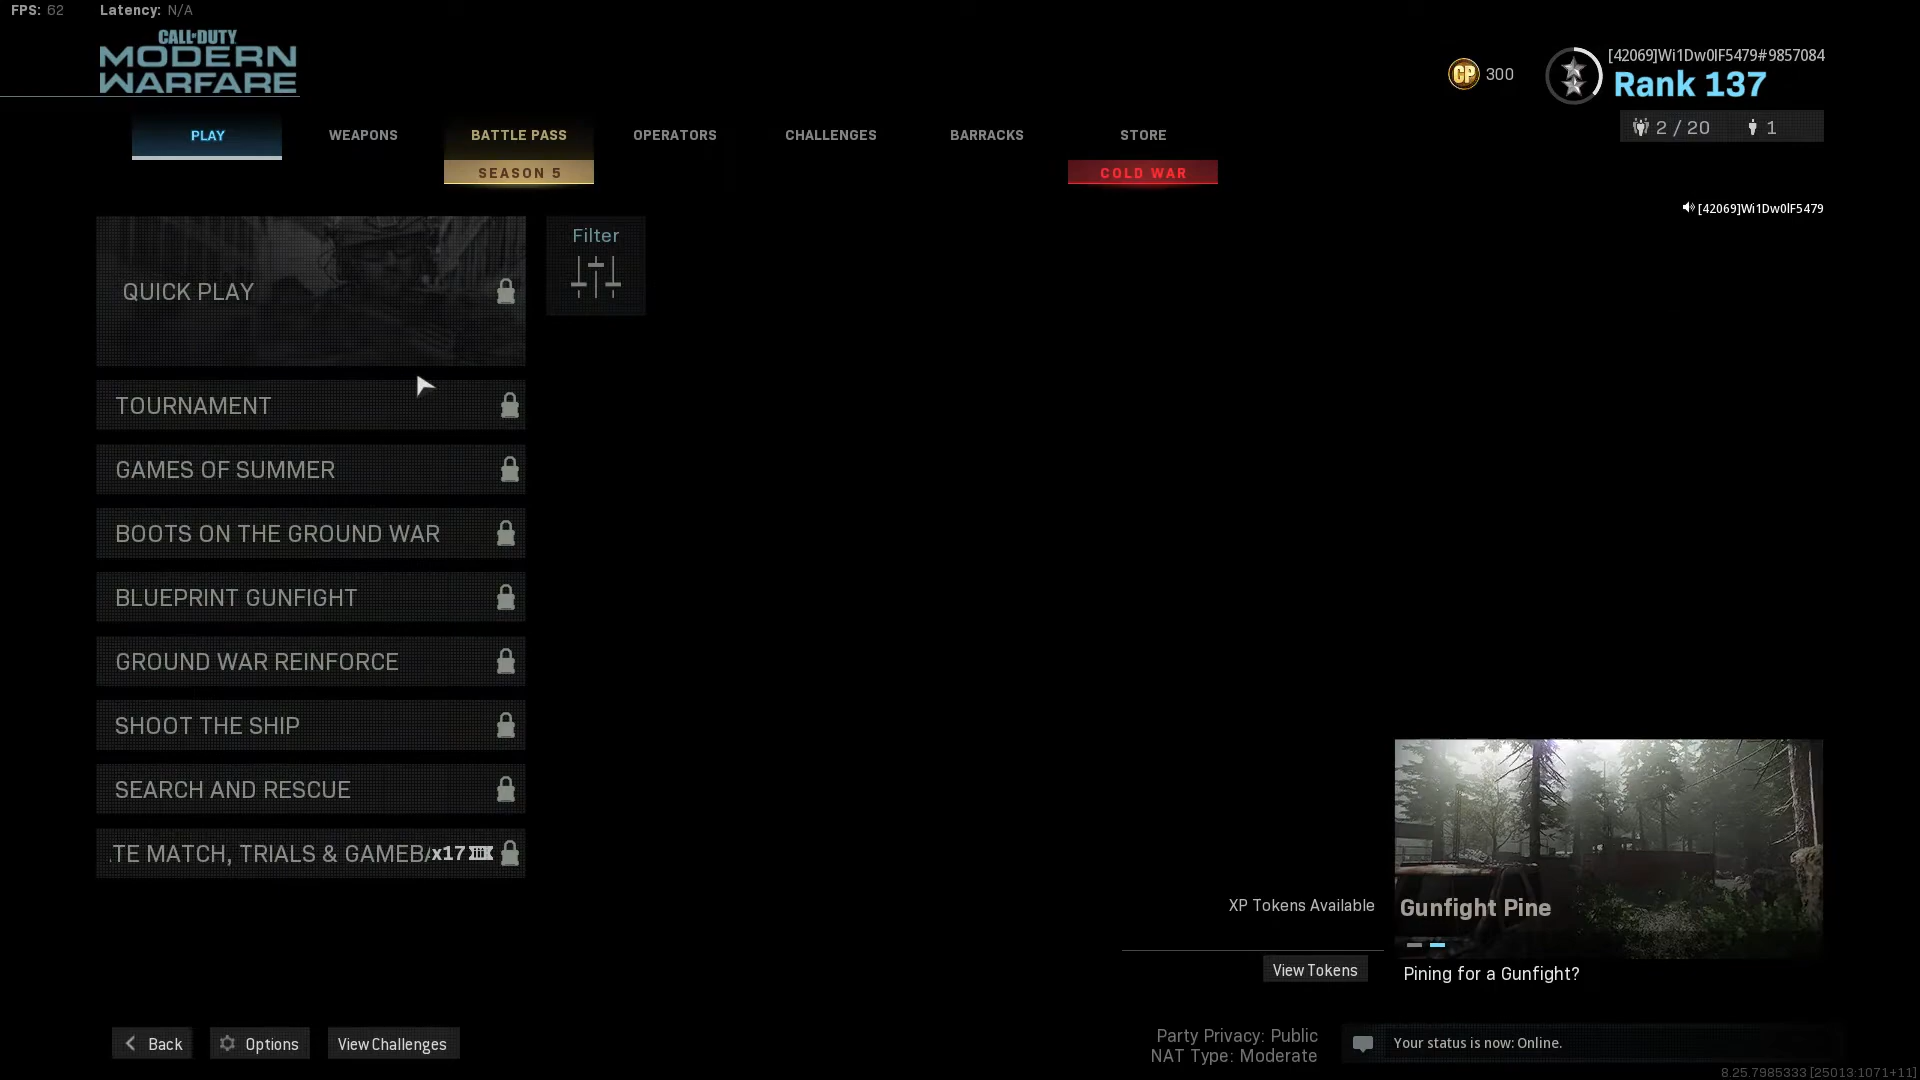 FPS: 62 Latency: N/A
CALL OF DUTY
MODERN
WARFARE
CP 300
[42069]Wi1Dw0lF5479#9857084
Rank 137
2 / 20 1
PLAY WEAPONS BATTLE PASS OPERATORS CHALLENGES BARRACKS STORE
SEASON 5 COLD WAR
[42069]Wi1Dw0lF5479
QUICK PLAY
Filter
TOURNAMENT
GAMES OF SUMMER
BOOTS ON THE GROUND WAR
BLUEPRINT GUNFIGHT
GROUND WAR REINFORCE
SHOOT THE SHIP
SEARCH AND RESCUE
TE MATCH, TRIALS & GAMEBA
XP Tokens Available
View Tokens
Gunfight Pine
Pining for a Gunfight?
Back Options View Challenges
Party Privacy: Public
NAT Type: Moderate
Your status is now: Online.
8.25.7985333 [25013:1071+11]